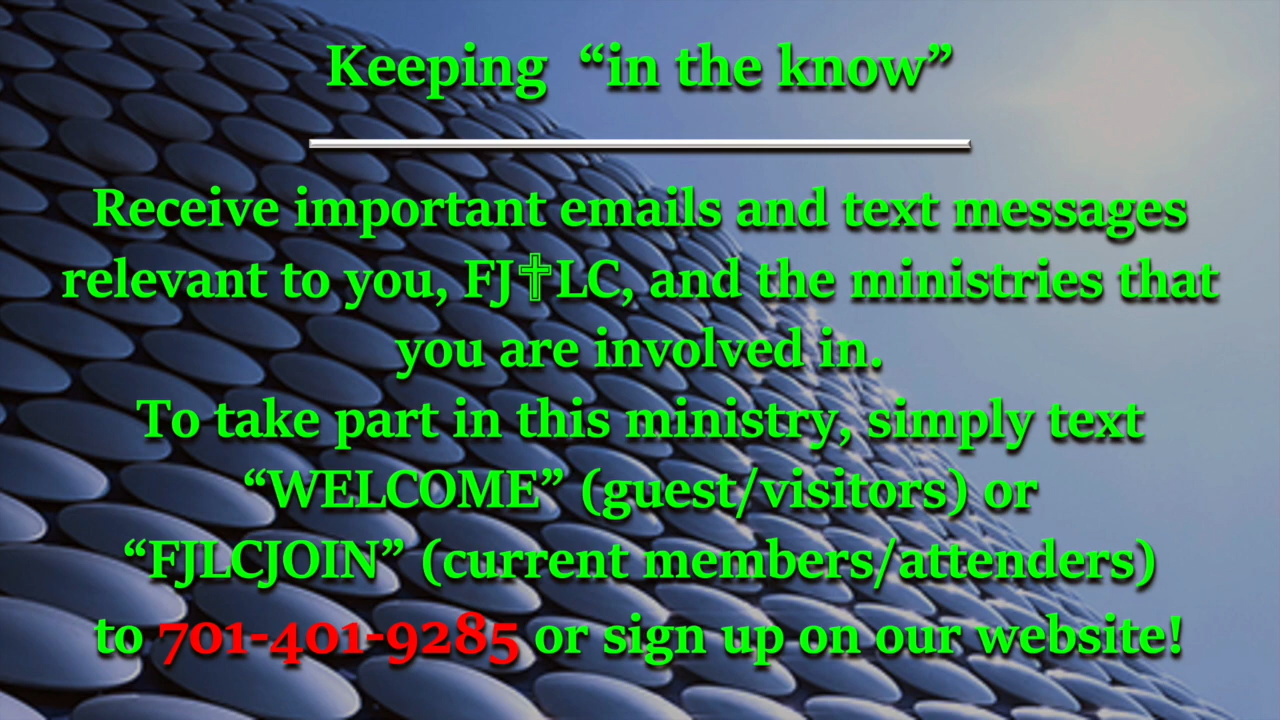 Keeping “in the know”
Receive important emails and text messages
relevant to you, FJ✝LC, and the ministries that
you are involved in.
To take part in this ministry, simply text
“WELCOME” (guest/visitors) or
“FJLCJOIN” (current members/attenders)
to 701-401-9285 or sign up on our website!